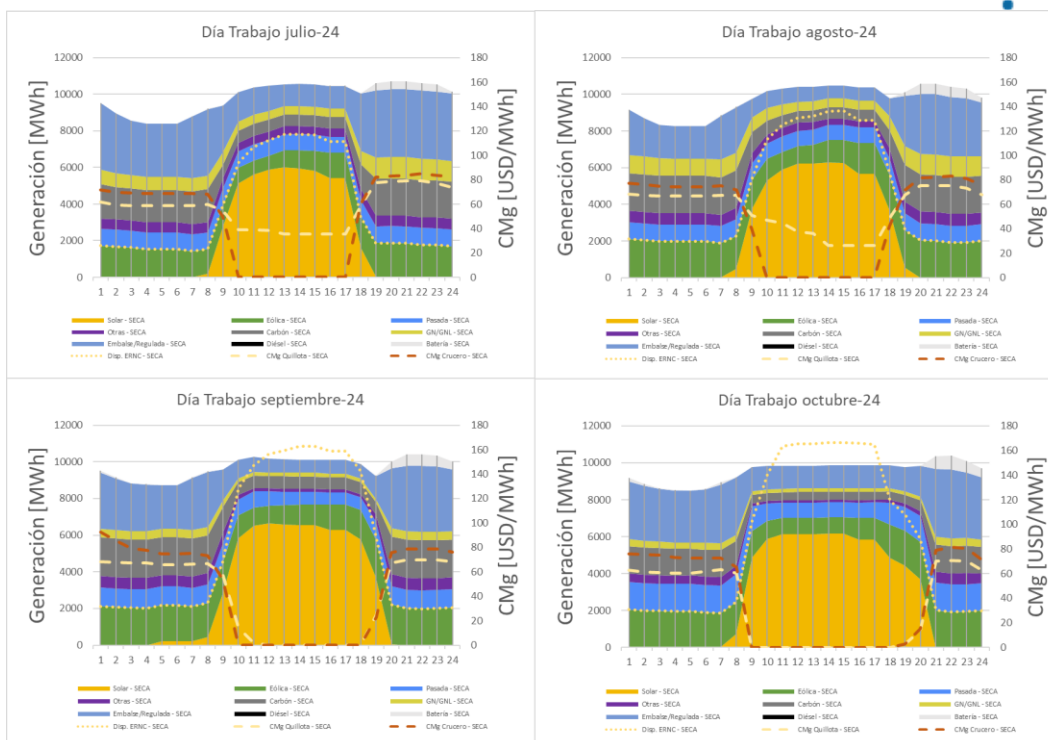 Día Trabajo julio-24
Generación [MWh]
12000
10000
8000
6000
4000
2000
0
180
160
140
120
100
80
60
40
20
0
CMg [USD/MWh]
1 2 3 4 5 6 7 8 9 10 11 12 13 14 15 16 17 18 19 20 21 22 23 24
Solar - SECA Eólica - SECA Pasada - SECA
Otras - SECA Carbón - SECA GN/GNL - SECA
Embalse/Regulada - SECA Diésel - SECA Batería - SECA
Disp. ERNC - SECA CMg Quillota - SECA CMg Crucero - SECA
Día Trabajo agosto-24
Generación [MWh]
12000
10000
8000
6000
4000
2000
0
180
160
140
120
100
80
60
40
20
0
CMg [USD/MWh]
1 2 3 4 5 6 7 8 9 10 11 12 13 14 15 16 17 18 19 20 21 22 23 24
Solar - SECA Eólica - SECA Pasada - SECA
Otras - SECA Carbón - SECA GN/GNL - SECA
Embalse/Regulada - SECA Diésel - SECA Batería - SECA
Disp. ERNC - SECA CMg Quillota - SECA CMg Crucero - SECA
Día Trabajo septiembre-24
Generación [MWh]
12000
10000
8000
6000
4000
2000
0
180
160
140
120
100
80
60
40
20
0
CMg [USD/MWh]
1 2 3 4 5 6 7 8 9 10 11 12 13 14 15 16 17 18 19 20 21 22 23 24
Solar - SECA Eólica - SECA Pasada - SECA
Otras - SECA Carbón - SECA GN/GNL - SECA
Embalse/Regulada - SECA Diésel - SECA Batería - SECA
Disp. ERNC - SECA CMg Quillota - SECA CMg Crucero - SECA
Día Trabajo octubre-24
Generación [MWh]
12000
10000
8000
6000
4000
2000
0
180
160
140
120
100
80
60
40
20
0
CMg [USD/MWh]
1 2 3 4 5 6 7 8 9 10 11 12 13 14 15 16 17 18 19 20 21 22 23 24
Solar - SECA Eólica - SECA Pasada - SECA
Otras - SECA Carbón - SECA GN/GNL - SECA
Embalse/Regulada - SECA Diésel - SECA Batería - SECA
Disp. ERNC - SECA CMg Quillota - SECA CMg Crucero - SECA